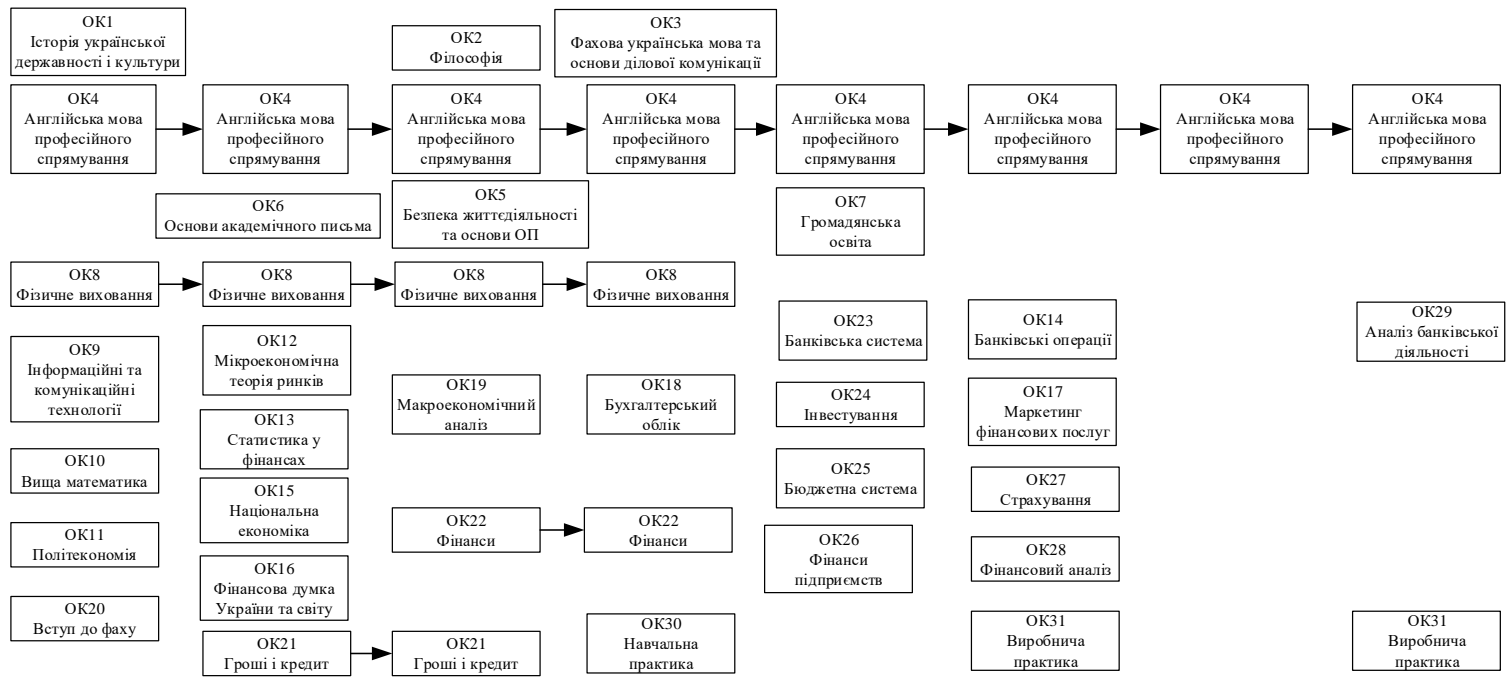 ОК1
Історія української
державності і культури
ОК2
Філософія
ОК3
Фахова українська мова та
основи ділової комунікації
ОК4
Англійська мова
професійного
спрямування
ОК4
Англійська мова
професійного
спрямування
ОК4
Англійська мова
професійного
спрямування
ОК4
Англійська мова
професійного
спрямування
ОК4
Англійська мова
професійного
спрямування
ОК4
Англійська мова
професійного
спрямування
ОК4
Англійська мова
професійного
спрямування
ОК4
Англійська мова
професійного
спрямування
ОК6
Основи академічного письма
ОК5
Безпека життєдіяльності
та основи ОП
ОК7
Громадянська
освіта
ОК8
Фізичне виховання
ОК8
Фізичне виховання
ОК8
Фізичне виховання
ОК8
Фізичне виховання
ОК9
Інформаційні та
комунікаційні
технології
ОК12
Мікроекономічна
теорія ринків
ОК23
Банківська система
ОК14
Банківські операції
ОК29
Аналіз банківської
діяльності
ОК19
Макроекономічний
аналіз
ОК18
Бухгалтерський
облік
ОК24
Інвестування
ОК17
Маркетинг
фінансових послуг
ОК13
Статистика у
фінансах
ОК10
Вища математика
ОК25
Бюджетна система
ОК27
Страхування
ОК15
Національна
економіка
ОК11
Політекономія
ОК22
Фінанси
ОК22
Фінанси
ОК26
Фінанси
підприємств
ОК28
Фінансовий аналіз
ОК16
Фінансова думка
України та світу
ОК20
Вступ до фаху
ОК21
Гроші і кредит
ОК21
Гроші і кредит
ОК30
Навчальна
практика
ОК31
Виробнича
практика
ОК31
Виробнича
практика